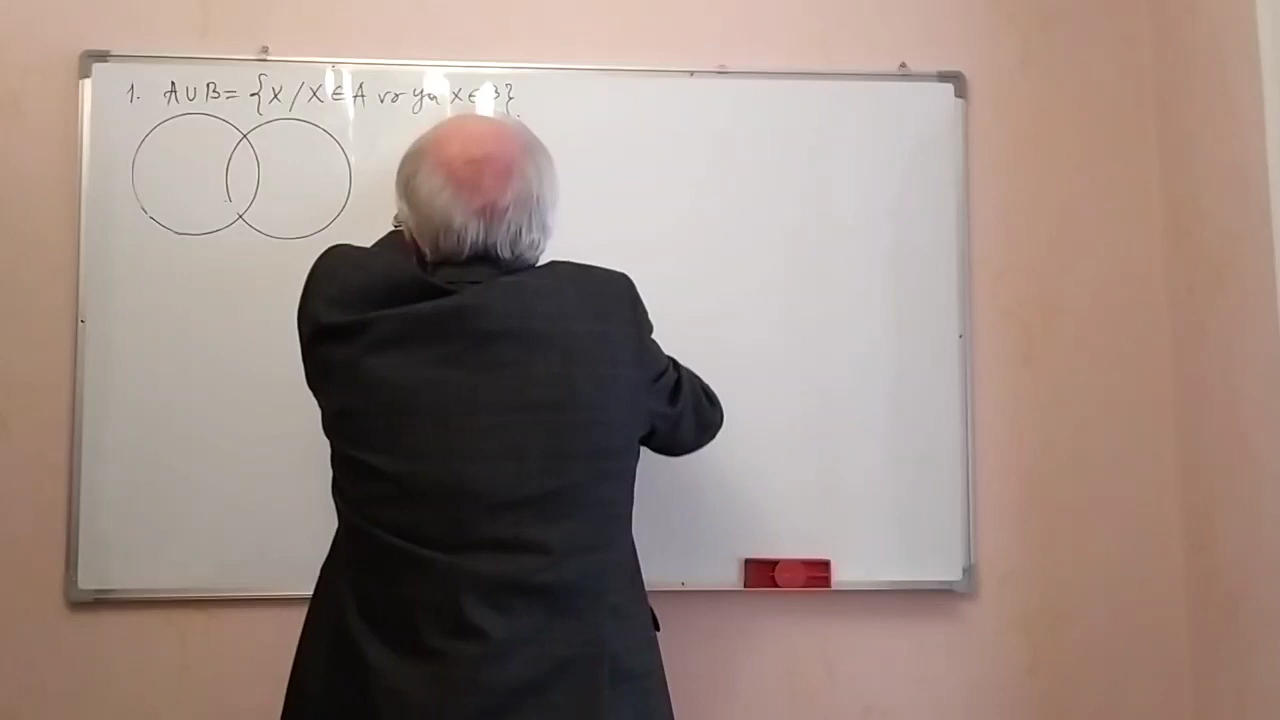 1. A∪B= {x / x∈A və ya x∈B}